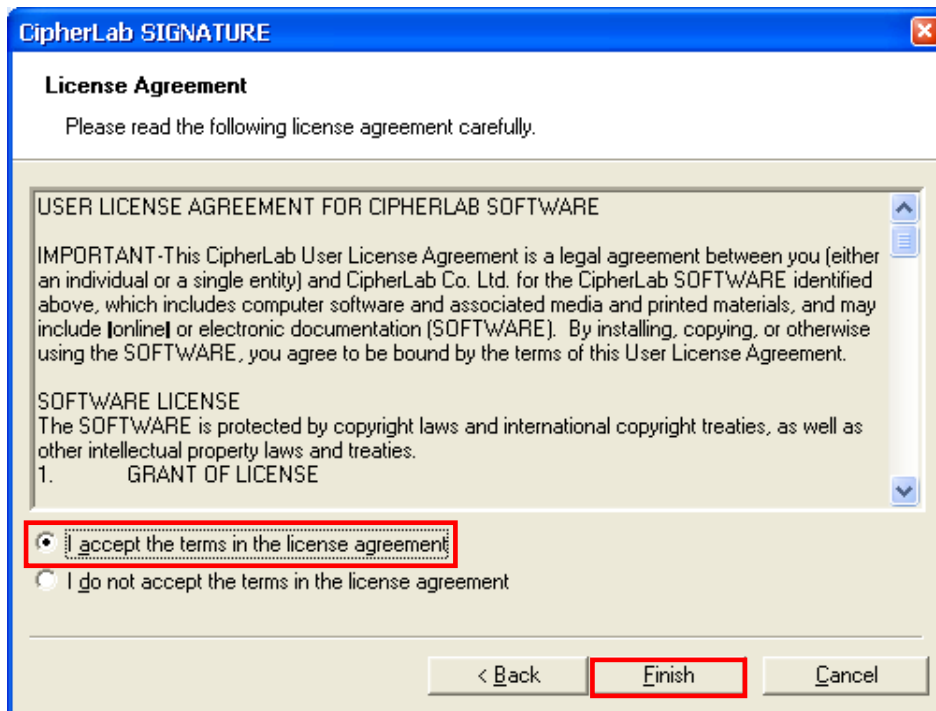 CipherLab SIGNATURE
License Agreement
Please read the following license agreement carefully.
USER LICENSE AGREEMENT FOR CIPHERLAB SOFTWARE
IMPORTANT-This CipherLab User License Agreement is a legal agreement between you (either
an individual or a single entity) and CipherLab Co. Ltd. for the CipherLab SOFTWARE identified
above, which includes computer software and associated media and printed materials, and may
include |online| or electronic documentation (SOFTWARE).  By installing, copying, or otherwise
using the SOFTWARE, you agree to be bound by the terms of this User License Agreement.
SOFTWARE LICENSE
The SOFTWARE is protected by copyright laws and international copyright treaties, as well as
other intellectual property laws and treaties.
1. GRANT OF LICENSE
I accept the terms in the license agreement
I do not accept the terms in the license agreement
< Back Finish Cancel